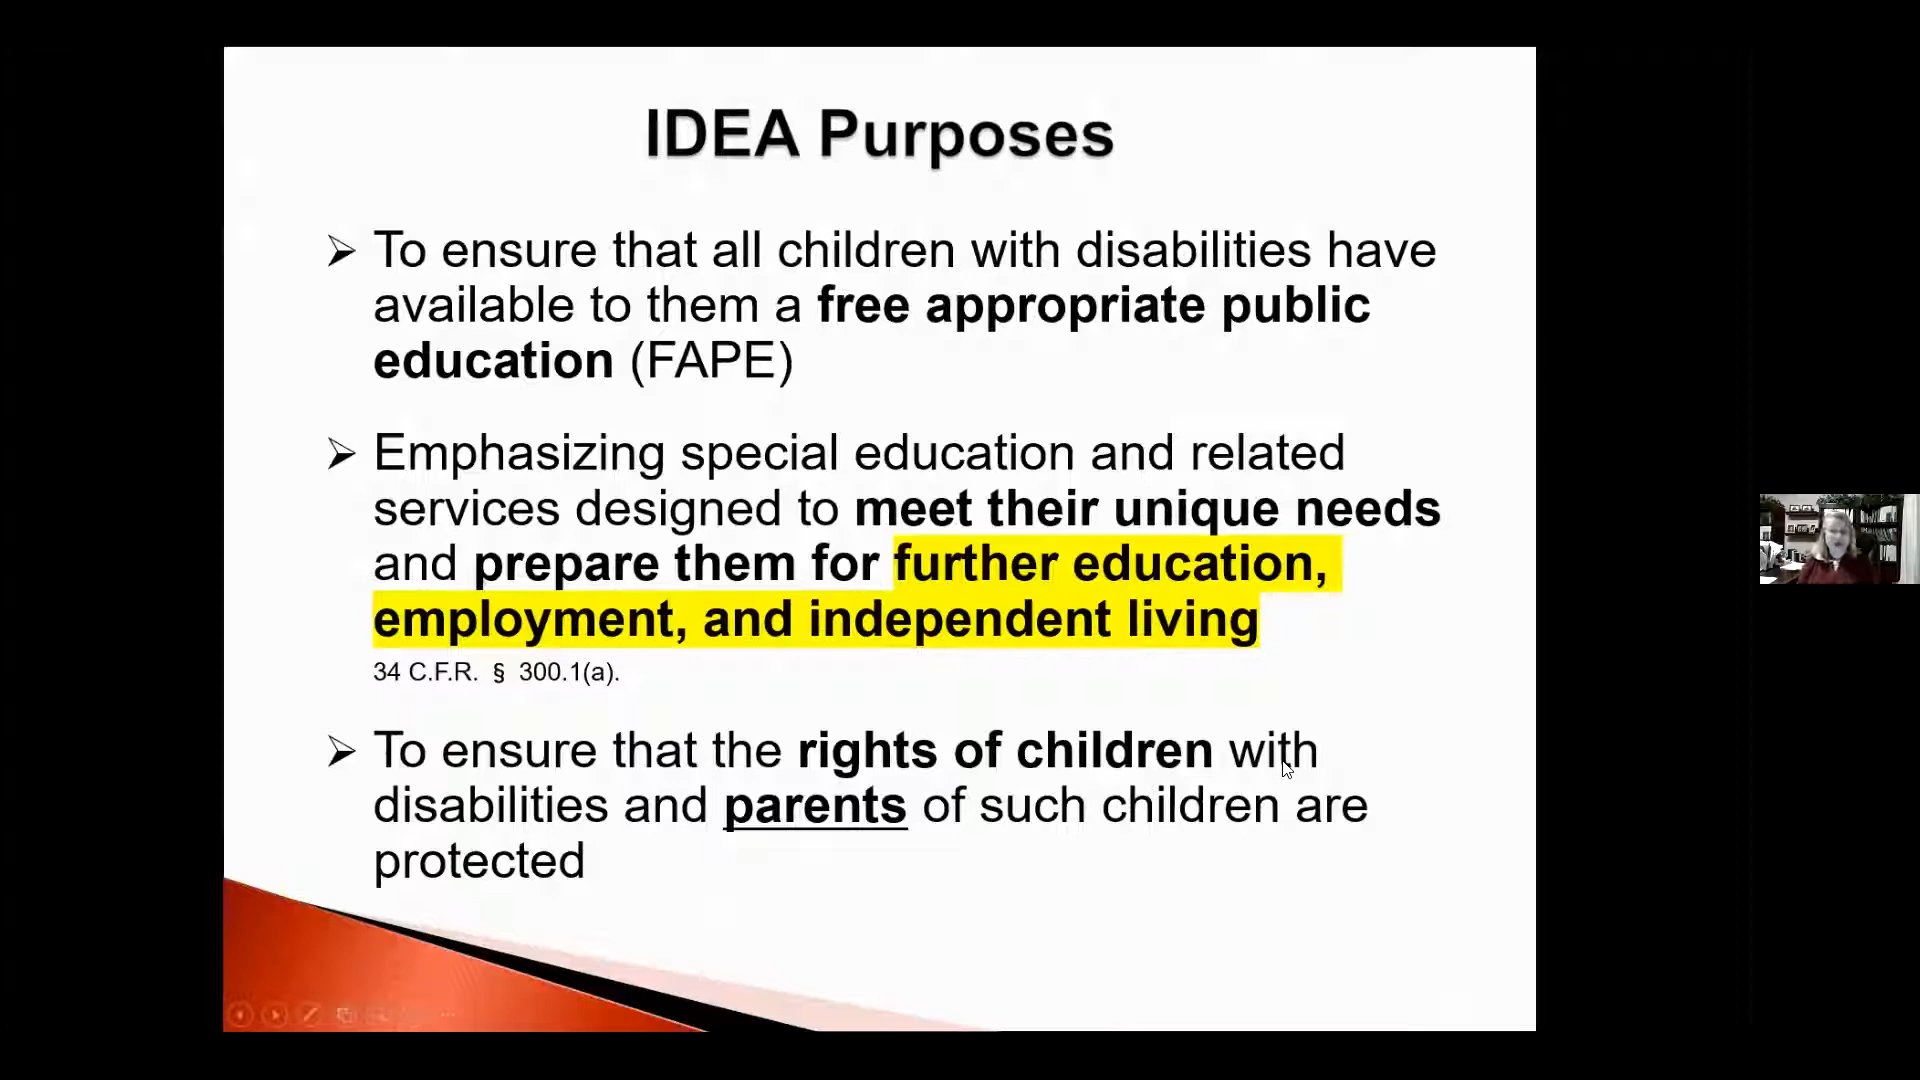 IDEA Purposes
To ensure that all children with disabilities have
available to them a free appropriate public
education (FAPE)
Emphasizing special education and related
services designed to meet their unique needs
and prepare them for further education,
employment, and independent living
34 C.F.R. § 300.1(a).
To ensure that the rights of children with
disabilities and parents of such children are
protected